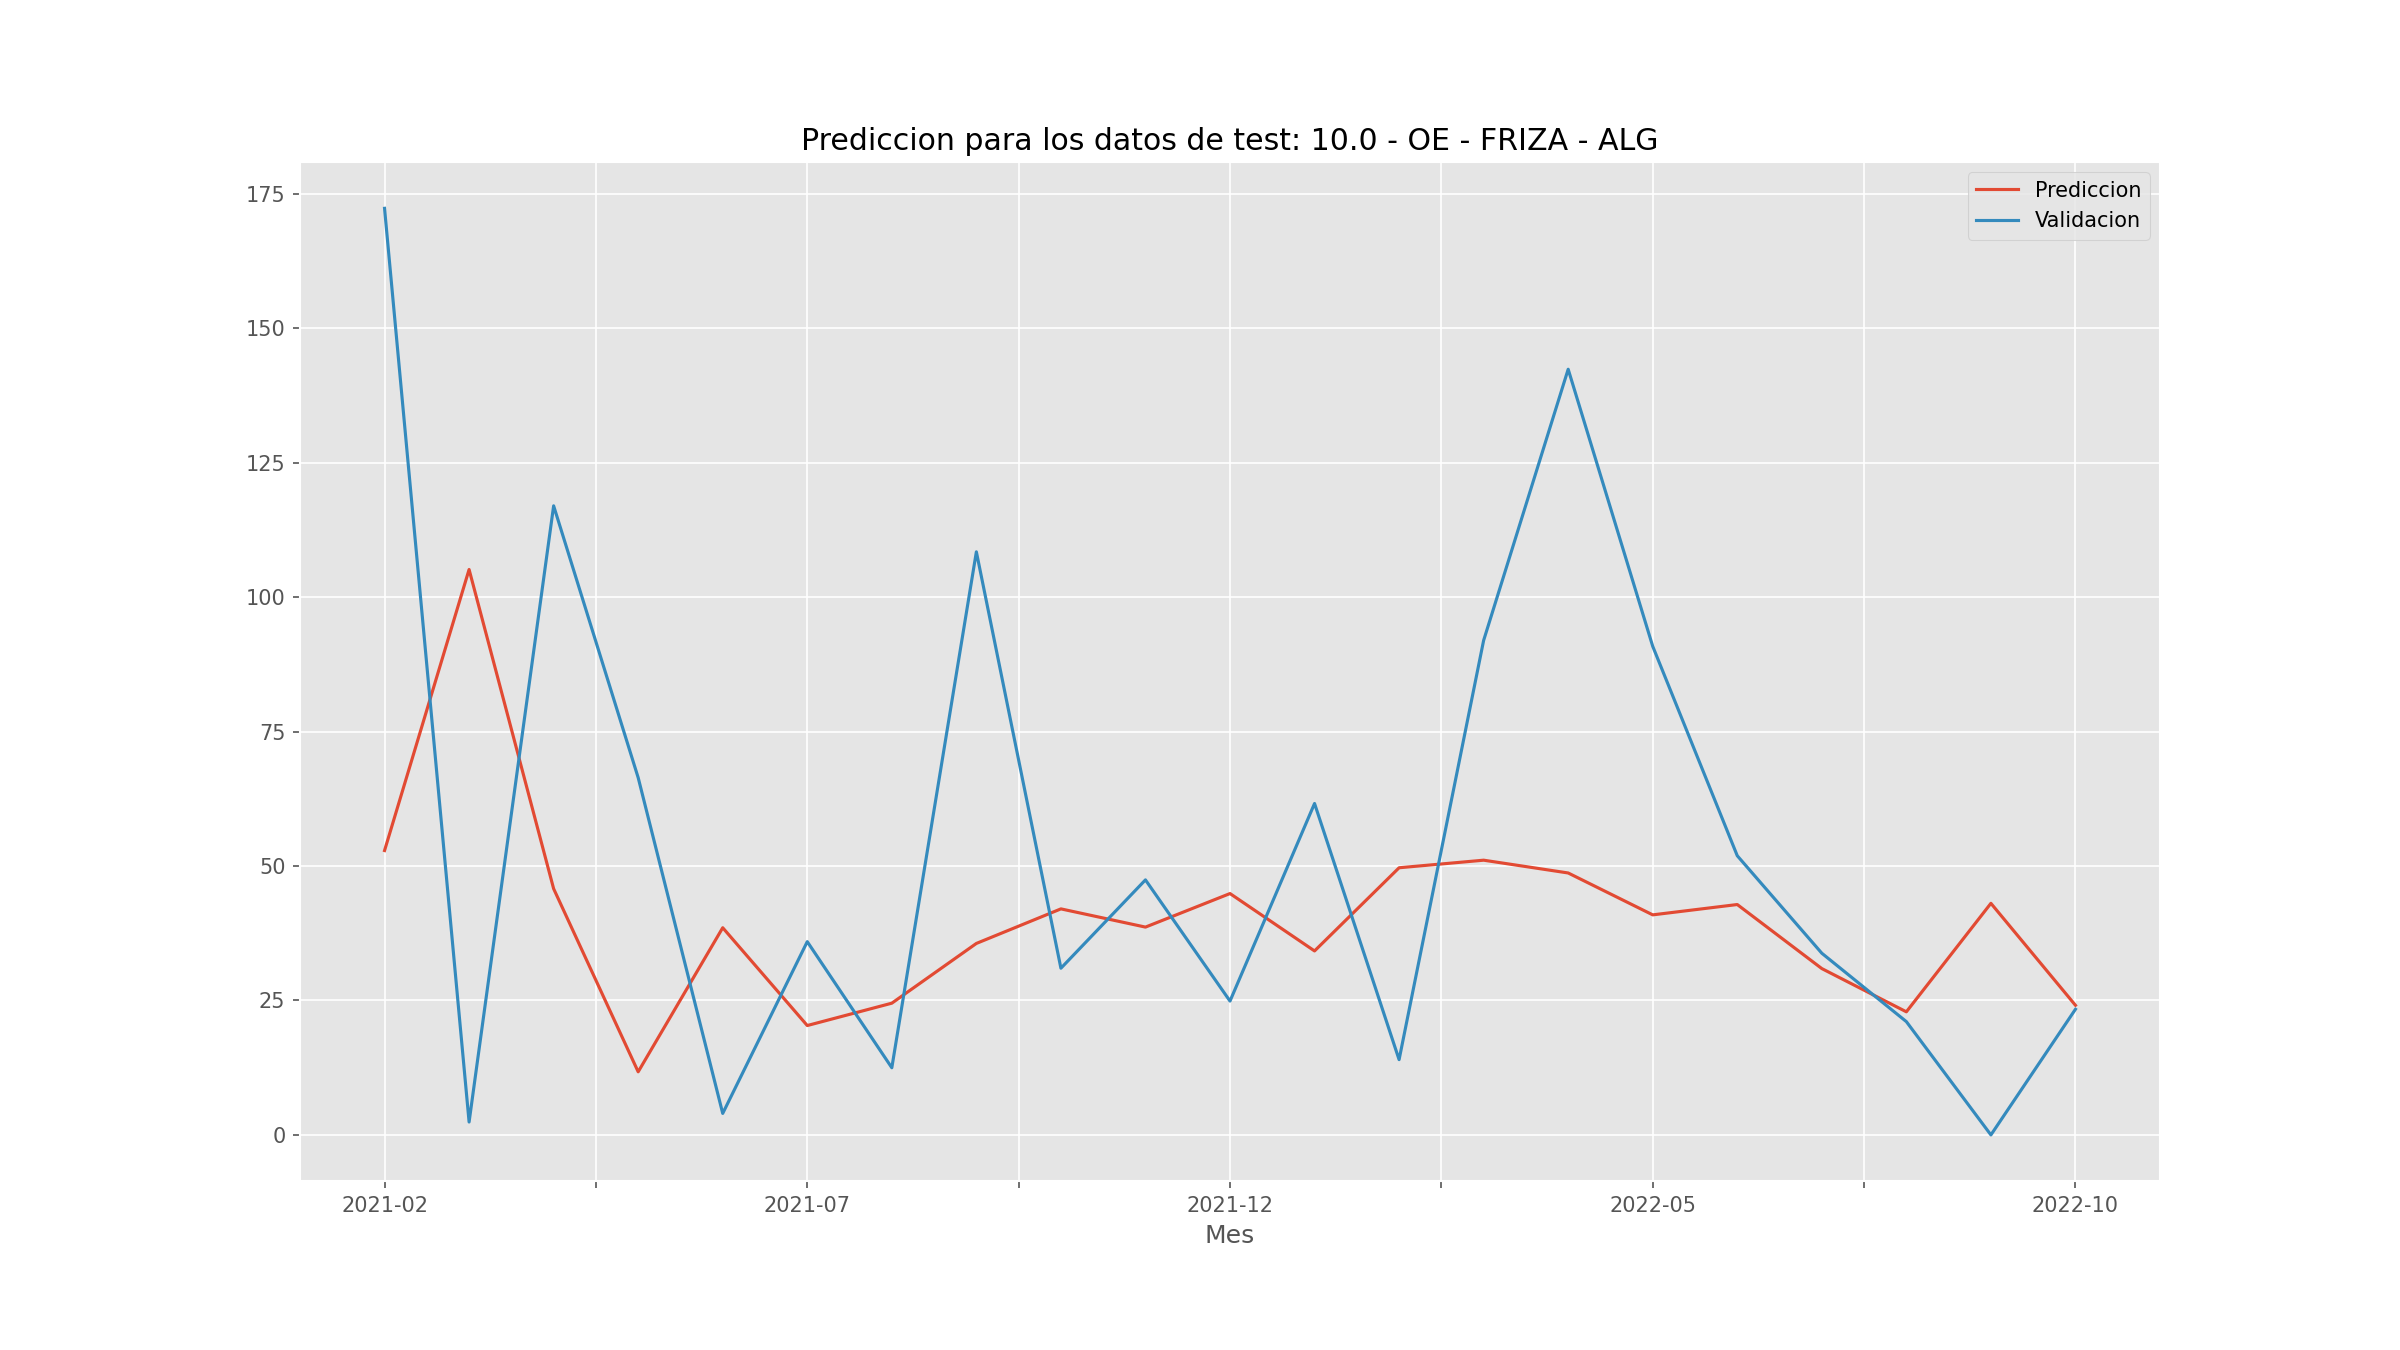 Prediccion para los datos de test: 10.0 - OE - FRIZA - ALG
Prediccion
Validacion
175
150
125
100
75
50
25
0
2021-02 2021-07 2021-12 2022-05 2022-10
Mes